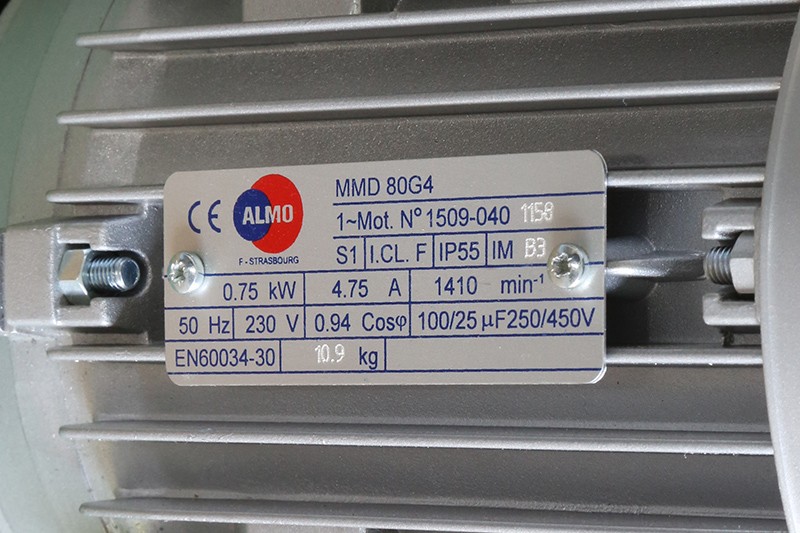 MMD 80G4
CE ALMO
1~Mot. N° 1509-040 1158
F - STRASBOURG
S1 I.CL. F IP55 IM B3
0.75 kW 4.75 A 1410 min-¹
50 Hz 230 V 0.94 Cosφ 100/25 µF250/450V
EN60034-30 10.9 kg